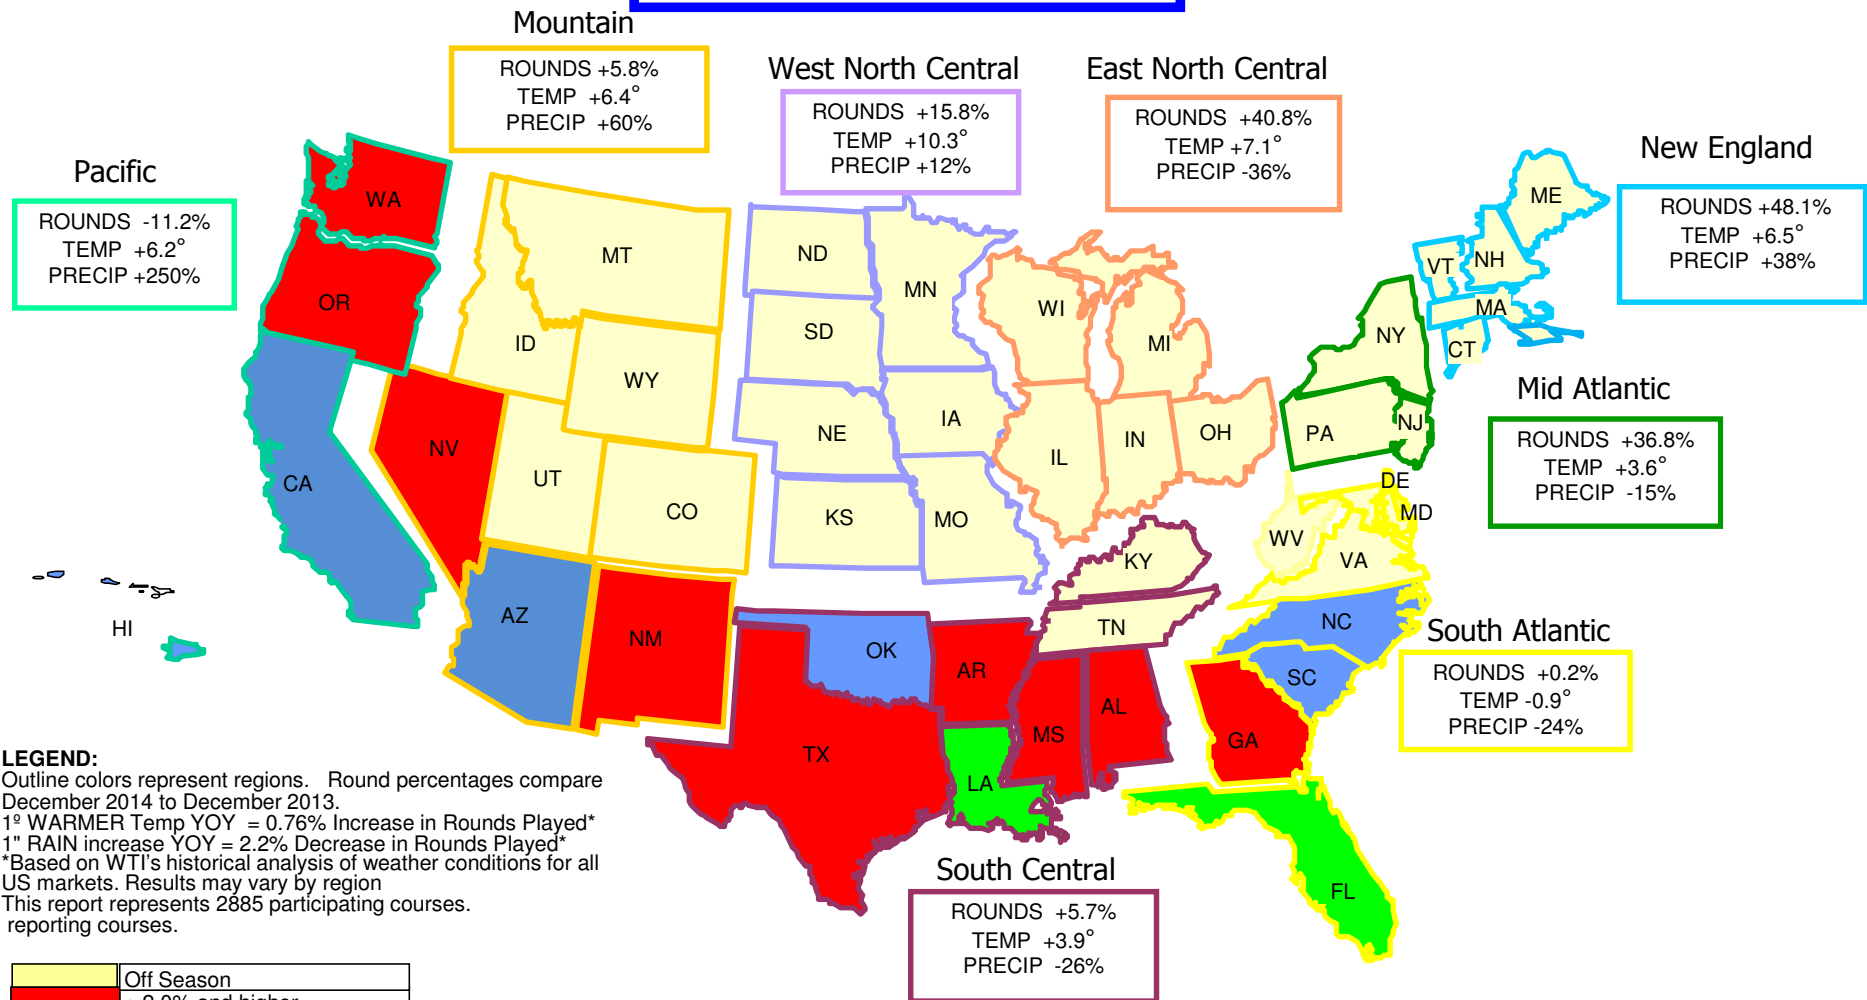 Mountain
ROUNDS +5.8%
TEMP +6.4°
PRECIP +60%
West North Central
ROUNDS +15.8%
TEMP +10.3°
PRECIP +12%
East North Central
ROUNDS +40.8%
TEMP +7.1°
PRECIP -36%
New England
ROUNDS +48.1%
TEMP +6.5°
PRECIP +38%
Pacific
ROUNDS -11.2%
TEMP +6.2°
PRECIP +250%
Mid Atlantic
ROUNDS +36.8%
TEMP +3.6°
PRECIP -15%
South Atlantic
ROUNDS +0.2%
TEMP -0.9°
PRECIP -24%
South Central
ROUNDS +5.7%
TEMP +3.9°
PRECIP -26%
WA
OR
CA
HI
MT
ID
WY
NV
UT
CO
AZ
NM
ND
SD
NE
KS
MN
IA
MO
WI
MI
IL
IN
OH
KY
TN
OK
AR
TX
LA
MS
AL
GA
FL
SC
NC
VA
WV
MD
DE
PA
NJ
NY
CT
MA
VT
NH
ME
LEGEND:
Outline colors represent regions. Round percentages compare
December 2014 to December 2013.
1º WARMER Temp YOY = 0.76% Increase in Rounds Played*
1" RAIN increase YOY = 2.2% Decrease in Rounds Played*
*Based on WTI's historical analysis of weather conditions for all
US markets. Results may vary by region
This report represents 2885 participating courses.
reporting courses.
Off Season
2.0% and higher